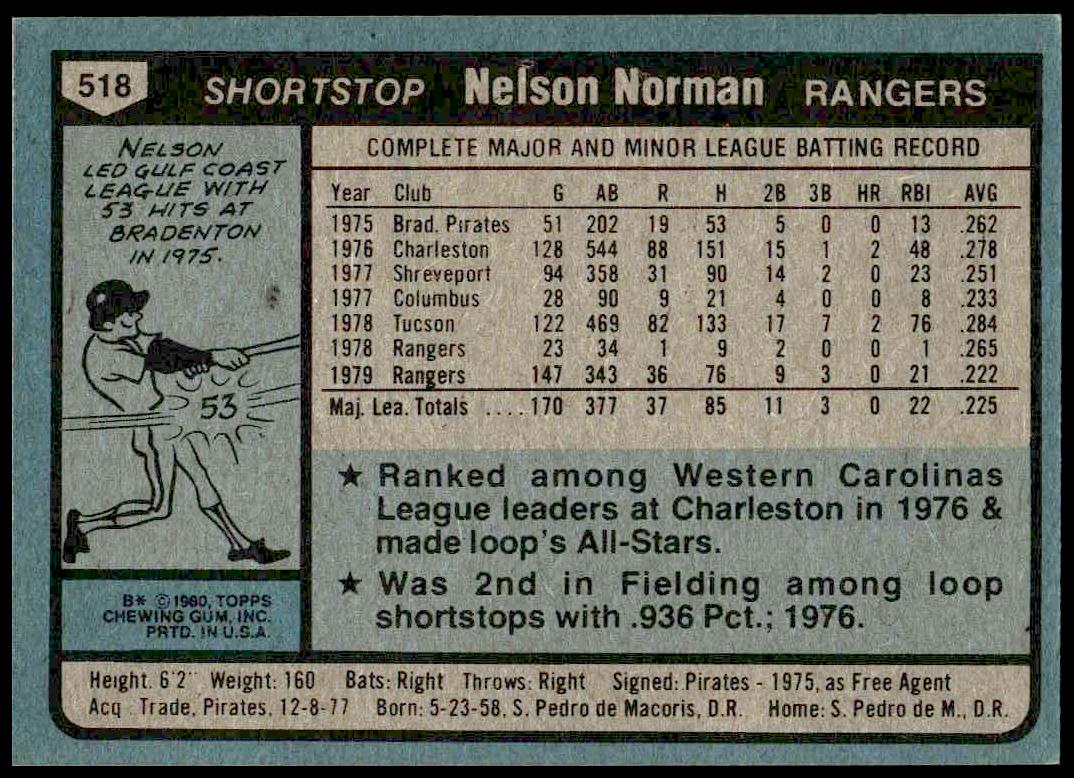 518 SHORTSTOP Nelson Norman RANGERS
NELSON
LED GULF COAST
LEAGUE WITH
53 HITS AT
BRADENTON
IN 1975.
53
B* © 1980, TOPPS
CHEWING GUM, INC.
PRTD. IN U.S.A.
COMPLETE MAJOR AND MINOR LEAGUE BATTING RECORD
Year Club G AB R H 2B 3B HR RBI AVG
1975 Brad. Pirates 51 202 19 53 5 0 0 13 .262
1976 Charleston 128 544 88 151 15 1 2 48 .278
1977 Shreveport 94 358 31 90 14 2 0 23 .251
1977 Columbus 28 90 9 21 4 0 0 8 .233
1978 Tucson 122 469 82 133 17 7 2 76 .284
1978 Rangers 23 34 1 9 2 0 0 1 .265
1979 Rangers 147 343 36 76 9 3 0 21 .222
Maj. Lea. Totals ....170 377 37 85 11 3 0 22 .225
★ Ranked among Western Carolinas
League leaders at Charleston in 1976 &
made loop's All-Stars.
★ Was 2nd in Fielding among loop
shortstops with .936 Pct.; 1976.
Height. 6'2" Weight: 160 Bats: Right Throws: Right Signed: Pirates - 1975, as Free Agent
Acq. Trade, Pirates, 12-8-77 Born: 5-23-58, S. Pedro de Macoris, D.R. Home: S. Pedro de M., D.R.